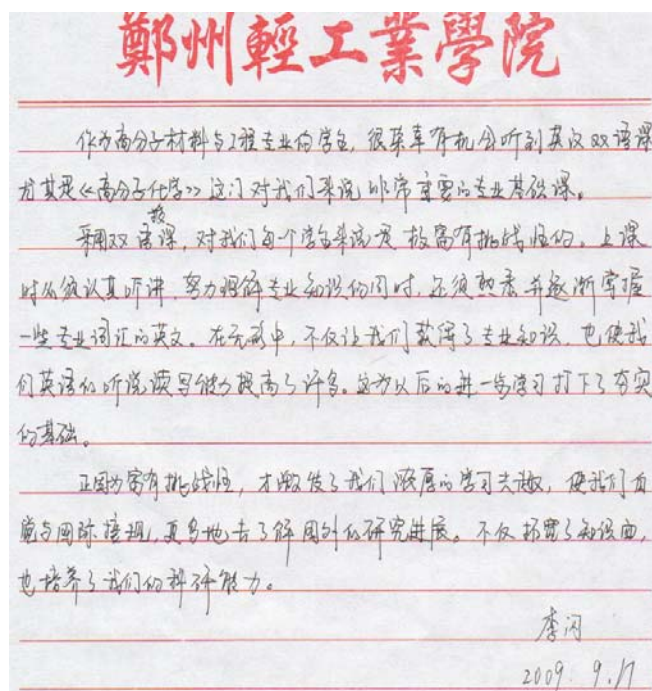 鄭州輕工業學院
作为高分子材料与工程专业的学生，很荣幸有机会听到英汉双语课
尤其是《高分子化学》这门对我们来说非常重要的专业基础课。
采用双语教课，对我们每个学生来说是极富有挑战性的。上课
时必须认真听讲，努力理解专业知识的同时，还须熟悉并逐渐掌握
一些专业词汇的英文。在无形中，不仅让我们获得了专业知识，也使我
们英语的听说读写能力提高了许多。这为以后的进一步学习打下了夯实
的基础。
正因为富有挑战性，才激发了我们浓厚的学习兴趣，使我们自
觉与国际接轨，更多地去了解国外的研究进展。不仅拓宽了知识面，
也培养了我们的科研能力。
李闪
2009. 9.17